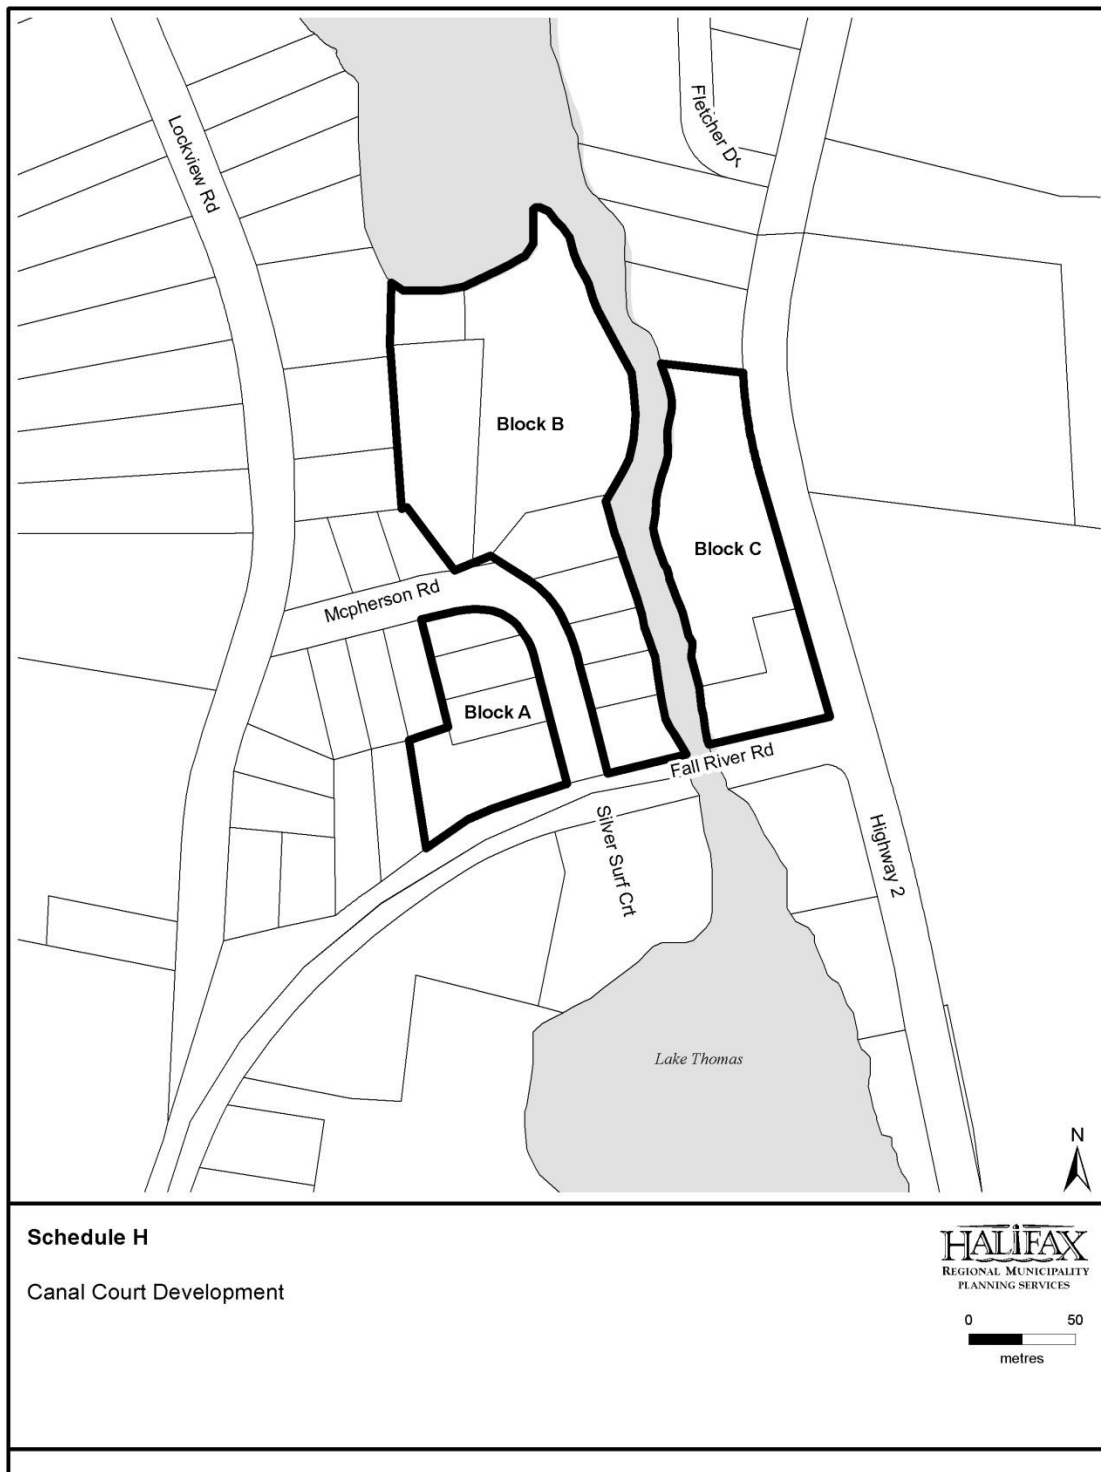 Fletcher Dr
Lockview Rd
Block B
Block C
Mcpherson Rd
Block A
Fall River Rd
Silver Surf Crt
Highway 2
Lake Thomas
N
Schedule H
HALIFAX
REGIONAL MUNICIPALITY
PLANNING SERVICES
Canal Court Development
0 50
metres